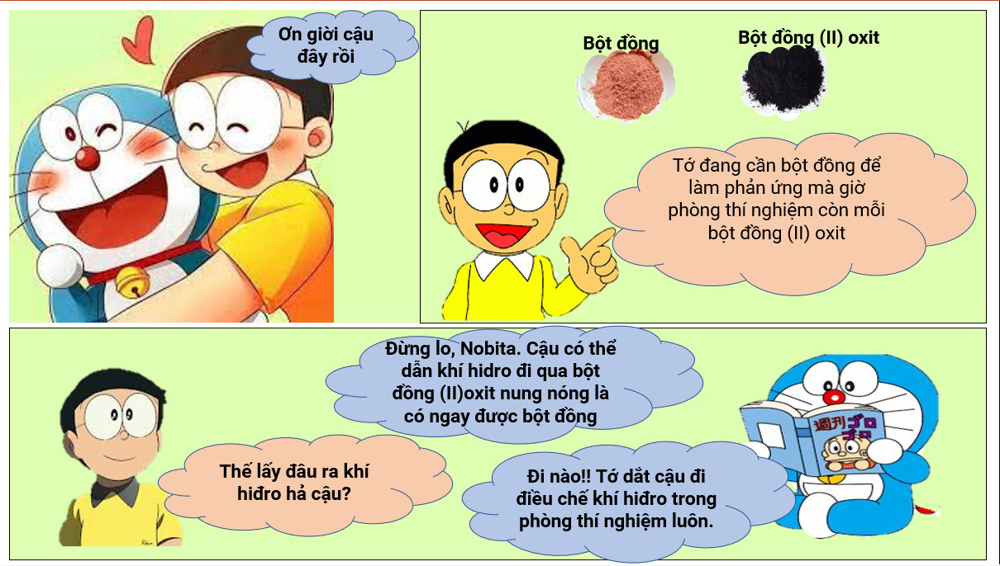 Ơn giời cậu
đây rồi
Bột đồng
Bột đồng (II) oxit
Tớ đang cần bột đồng để
làm phản ứng mà giờ
phòng thí nghiệm còn mỗi
bột đồng (II) oxit
Đừng lo, Nobita. Cậu có thể
dẫn khí hidro đi qua bột
đồng (II)oxit nung nóng là
có ngay được bột đồng
Thế lấy đâu ra khí
hiđro hả cậu?
Đi nào!! Tớ dắt cậu đi
điều chế khí hiđro trong
phòng thí nghiệm luôn.
週刊ゴロ
ゴロ